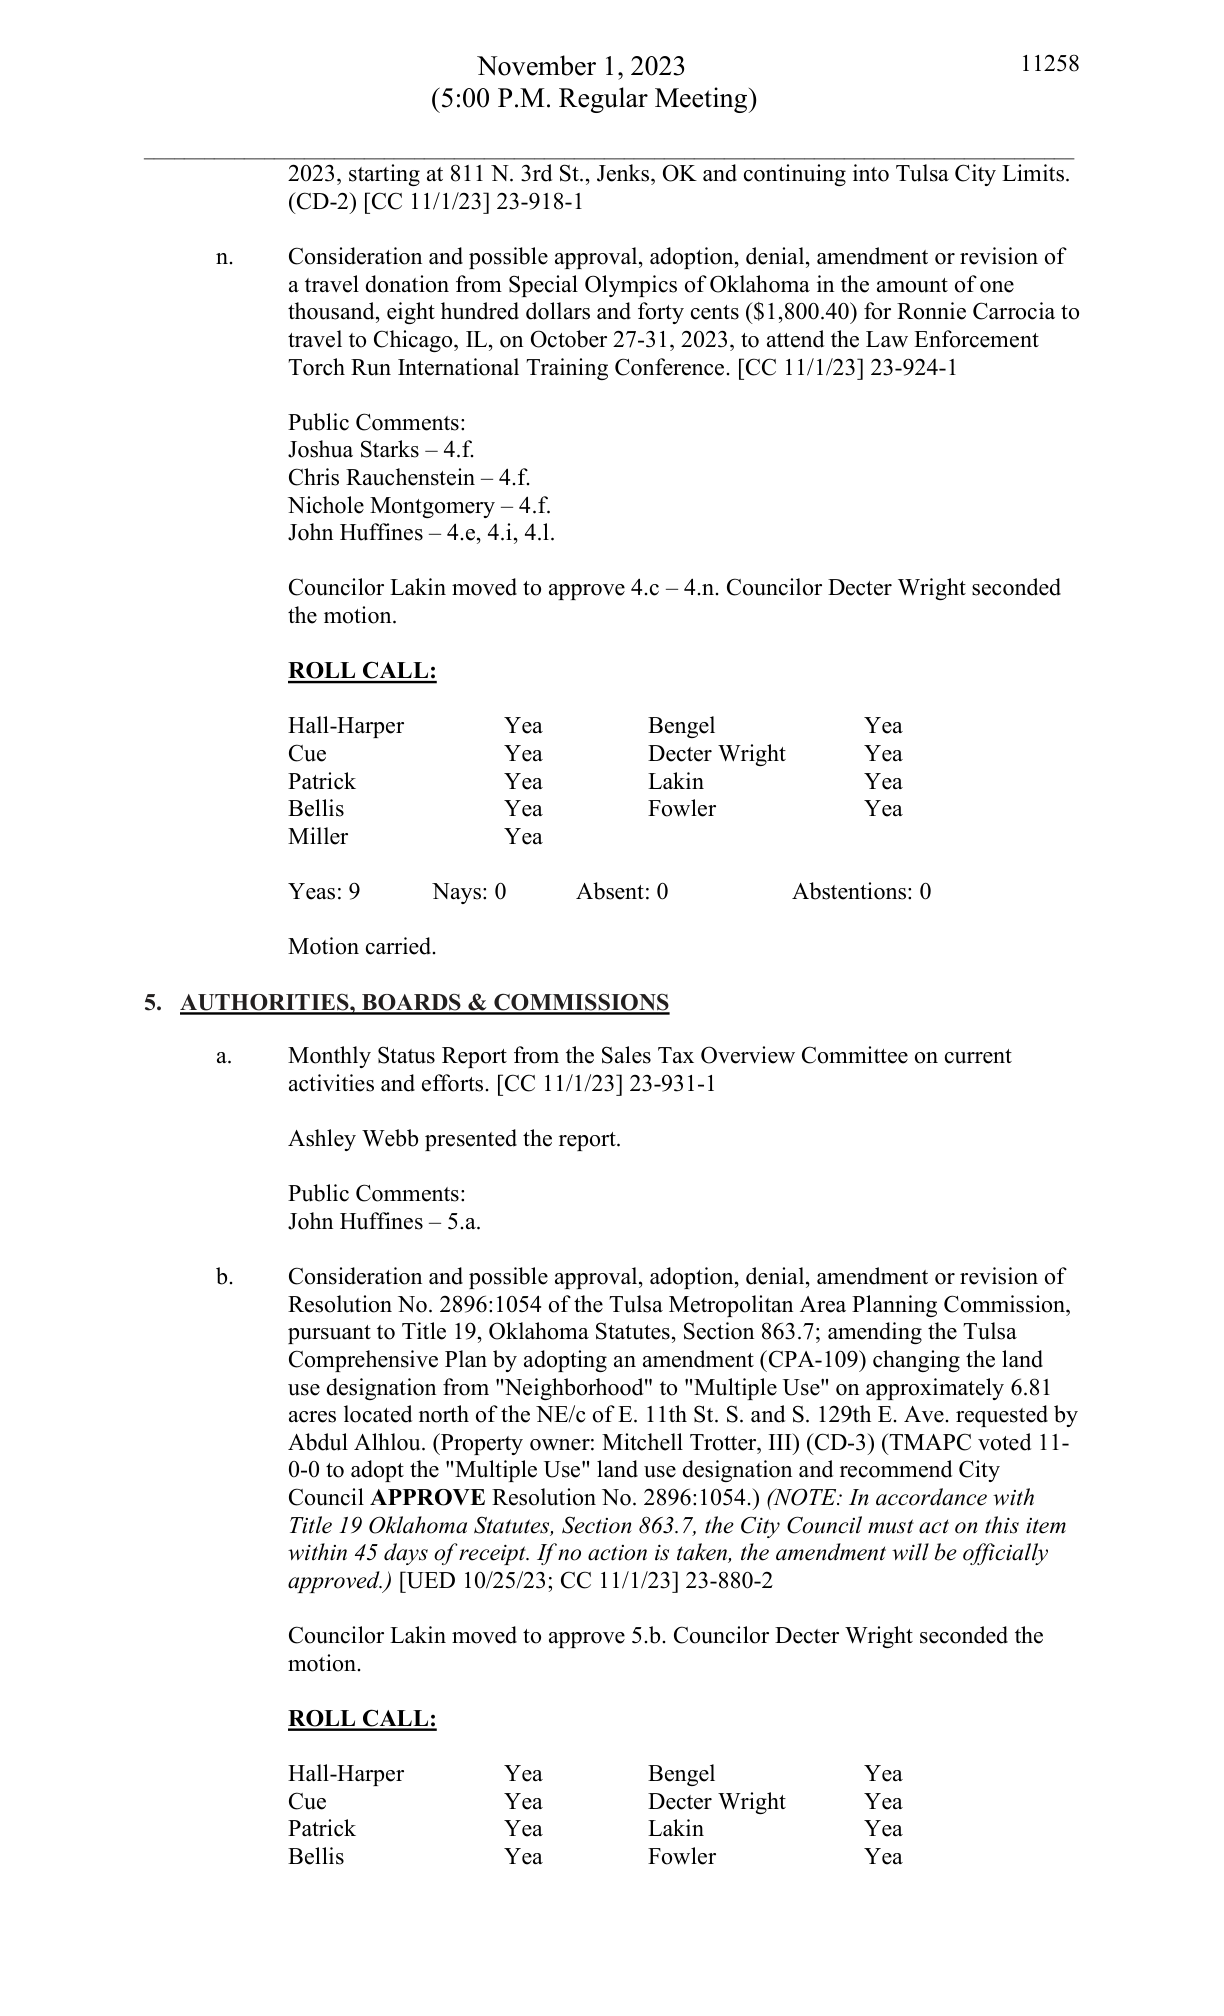 November 1, 2023
11258
(5:00 P.M. Regular Meeting)
2023, starting at 811 N. 3rd St., Jenks, OK and continuing into Tulsa City Limits.
(CD-2) [CC 11/1/23] 23-918-1
n. Consideration and possible approval, adoption, denial, amendment or revision of
a travel donation from Special Olympics of Oklahoma in the amount of one
thousand, eight hundred dollars and forty cents ($1,800.40) for Ronnie Carrocia to
travel to Chicago, IL, on October 27-31, 2023, to attend the Law Enforcement
Torch Run International Training Conference. [CC 11/1/23] 23-924-1
Public Comments:
Joshua Starks – 4.f.
Chris Rauchenstein – 4.f.
Nichole Montgomery – 4.f.
John Huffines – 4.e, 4.i, 4.l.
Councilor Lakin moved to approve 4.c – 4.n. Councilor Decter Wright seconded
the motion.
ROLL CALL:
Hall-Harper Yea Bengel Yea
Cue Yea Decter Wright Yea
Patrick Yea Lakin Yea
Bellis Yea Fowler Yea
Miller Yea
Yeas: 9 Nays: 0 Absent: 0 Abstentions: 0
Motion carried.
5. AUTHORITIES, BOARDS & COMMISSIONS
a. Monthly Status Report from the Sales Tax Overview Committee on current
activities and efforts. [CC 11/1/23] 23-931-1
Ashley Webb presented the report.
Public Comments:
John Huffines – 5.a.
b. Consideration and possible approval, adoption, denial, amendment or revision of
Resolution No. 2896:1054 of the Tulsa Metropolitan Area Planning Commission,
pursuant to Title 19, Oklahoma Statutes, Section 863.7; amending the Tulsa
Comprehensive Plan by adopting an amendment (CPA-109) changing the land
use designation from "Neighborhood" to "Multiple Use" on approximately 6.81
acres located north of the NE/c of E. 11th St. S. and S. 129th E. Ave. requested by
Abdul Alhlou. (Property owner: Mitchell Trotter, III) (CD-3) (TMAPC voted 11-
0-0 to adopt the "Multiple Use" land use designation and recommend City
Council APPROVE Resolution No. 2896:1054.) (NOTE: In accordance with
Title 19 Oklahoma Statutes, Section 863.7, the City Council must act on this item
within 45 days of receipt. If no action is taken, the amendment will be officially
approved.) [UED 10/25/23; CC 11/1/23] 23-880-2
Councilor Lakin moved to approve 5.b. Councilor Decter Wright seconded the
motion.
ROLL CALL:
Hall-Harper Yea Bengel Yea
Cue Yea Decter Wright Yea
Patrick Yea Lakin Yea
Bellis Yea Fowler Yea